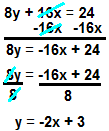 8y + 16x = 24
-16x -16x
8y = -16x + 24
8y = -16x + 24
8 8
y = -2x + 3